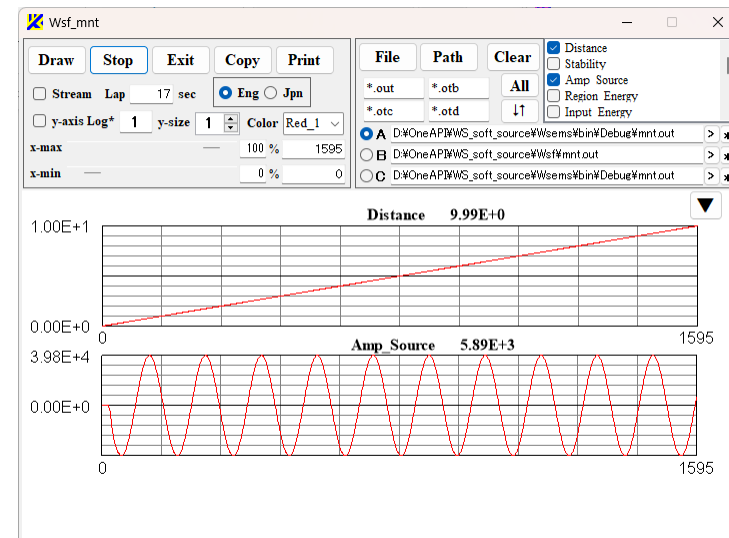 Wsf_mnt
Draw Stop Exit Copy Print
Stream Lap 17 sec Eng Jpn
y-axis Log* 1 y-size 1 Color Red_1
x-max 100 % 1595
x-min 0 % 0
File Path Clear
*.out *.otb All
*.otc *.otd ↓↑
Distance
Stability
Amp Source
Region Energy
Input Energy
A D:¥OneAPI¥WS_soft_source¥Wsems¥bin¥Debug¥mnt.out > *
B D:¥OneAPI¥WS_soft_source¥Wsf¥mnt.out > *
C D:¥OneAPI¥WS_soft_source¥Wsems¥bin¥Debug¥mnt.out > *
▼
Distance 9.99E+0
1.00E+1
0.00E+0
0 1595
Amp_Source 5.89E+3
3.98E+4
0.00E+0
0 1595